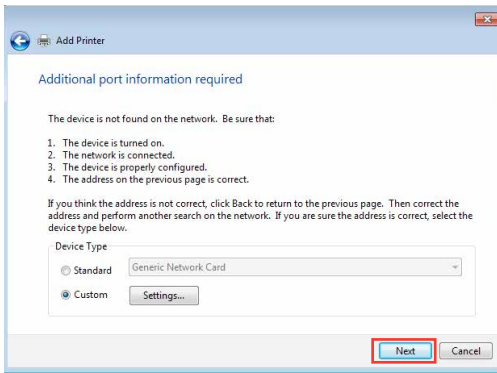 Add Printer
Additional port information required
The device is not found on the network. Be sure that:
1. The device is turned on.
2. The network is connected.
3. The device is properly configured.
4. The address on the previous page is correct.
If you think the address is not correct, click Back to return to the previous page. Then correct the
address and perform another search on the network. If you are sure the address is correct, select the
device type below.
Device Type
Standard Generic Network Card
Custom Settings...
Next Cancel